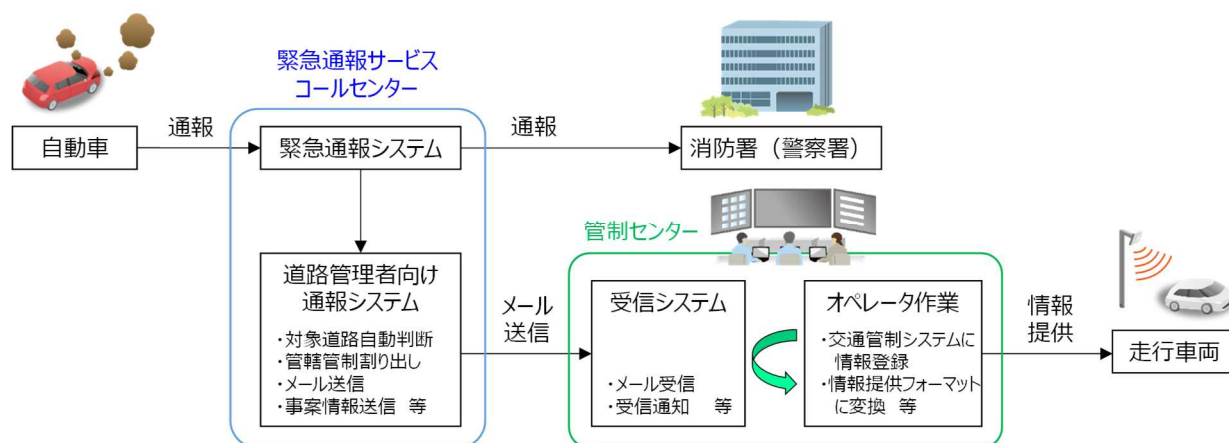 緊急通報サービス
コールセンター
通報
通報
自動車
緊急通報システム
消防署（警察署）
管制センター
道路管理者向け
通報システム
・対象道路自動判断
・管轄管制割り出し
・メール送信
・事案情報送信 等
メール
送信
受信システム
・メール受信
・受信通知 等
オペレータ作業
・交通管制システムに
情報登録
・情報提供フォーマット
に変換 等
情報
提供
走行車両